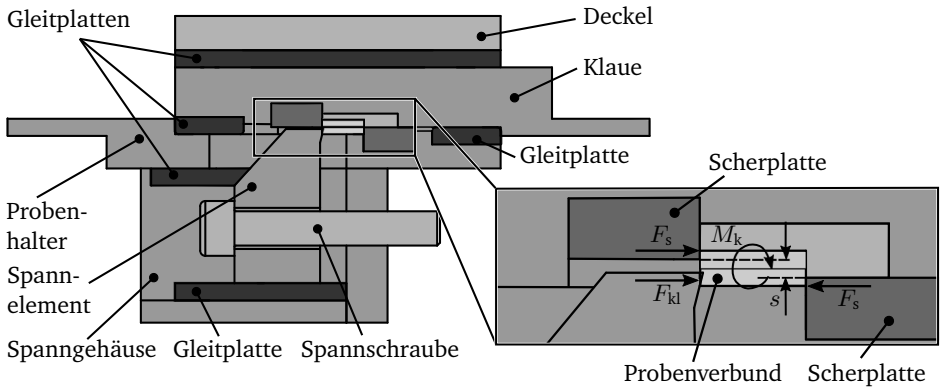 Gleitplatten
Deckel
Klaue
Gleitplatte
Scherplatte
Proben-
halter
Spann-
element
Spanngehäuse
Gleitplatte
Spannschraube
F_s
M_k
F_kl
s
F_s
Probenverbund
Scherplatte